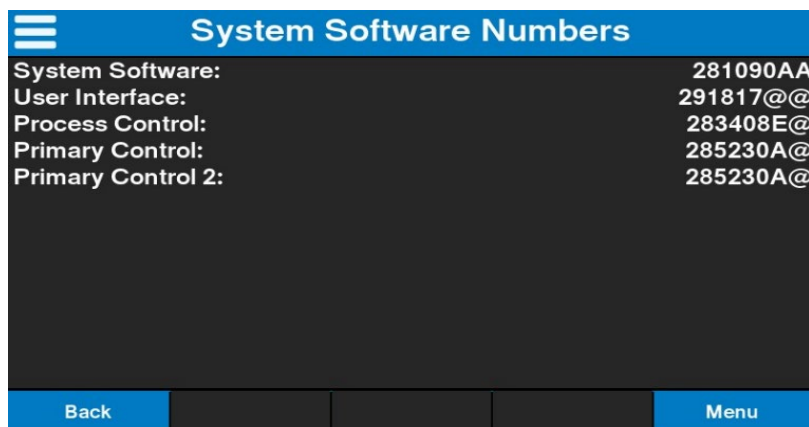 System Software Numbers
System Software: 281090AA
User Interface: 291817@@
Process Control: 283408E@
Primary Control: 285230A@
Primary Control 2: 285230A@
Back Menu